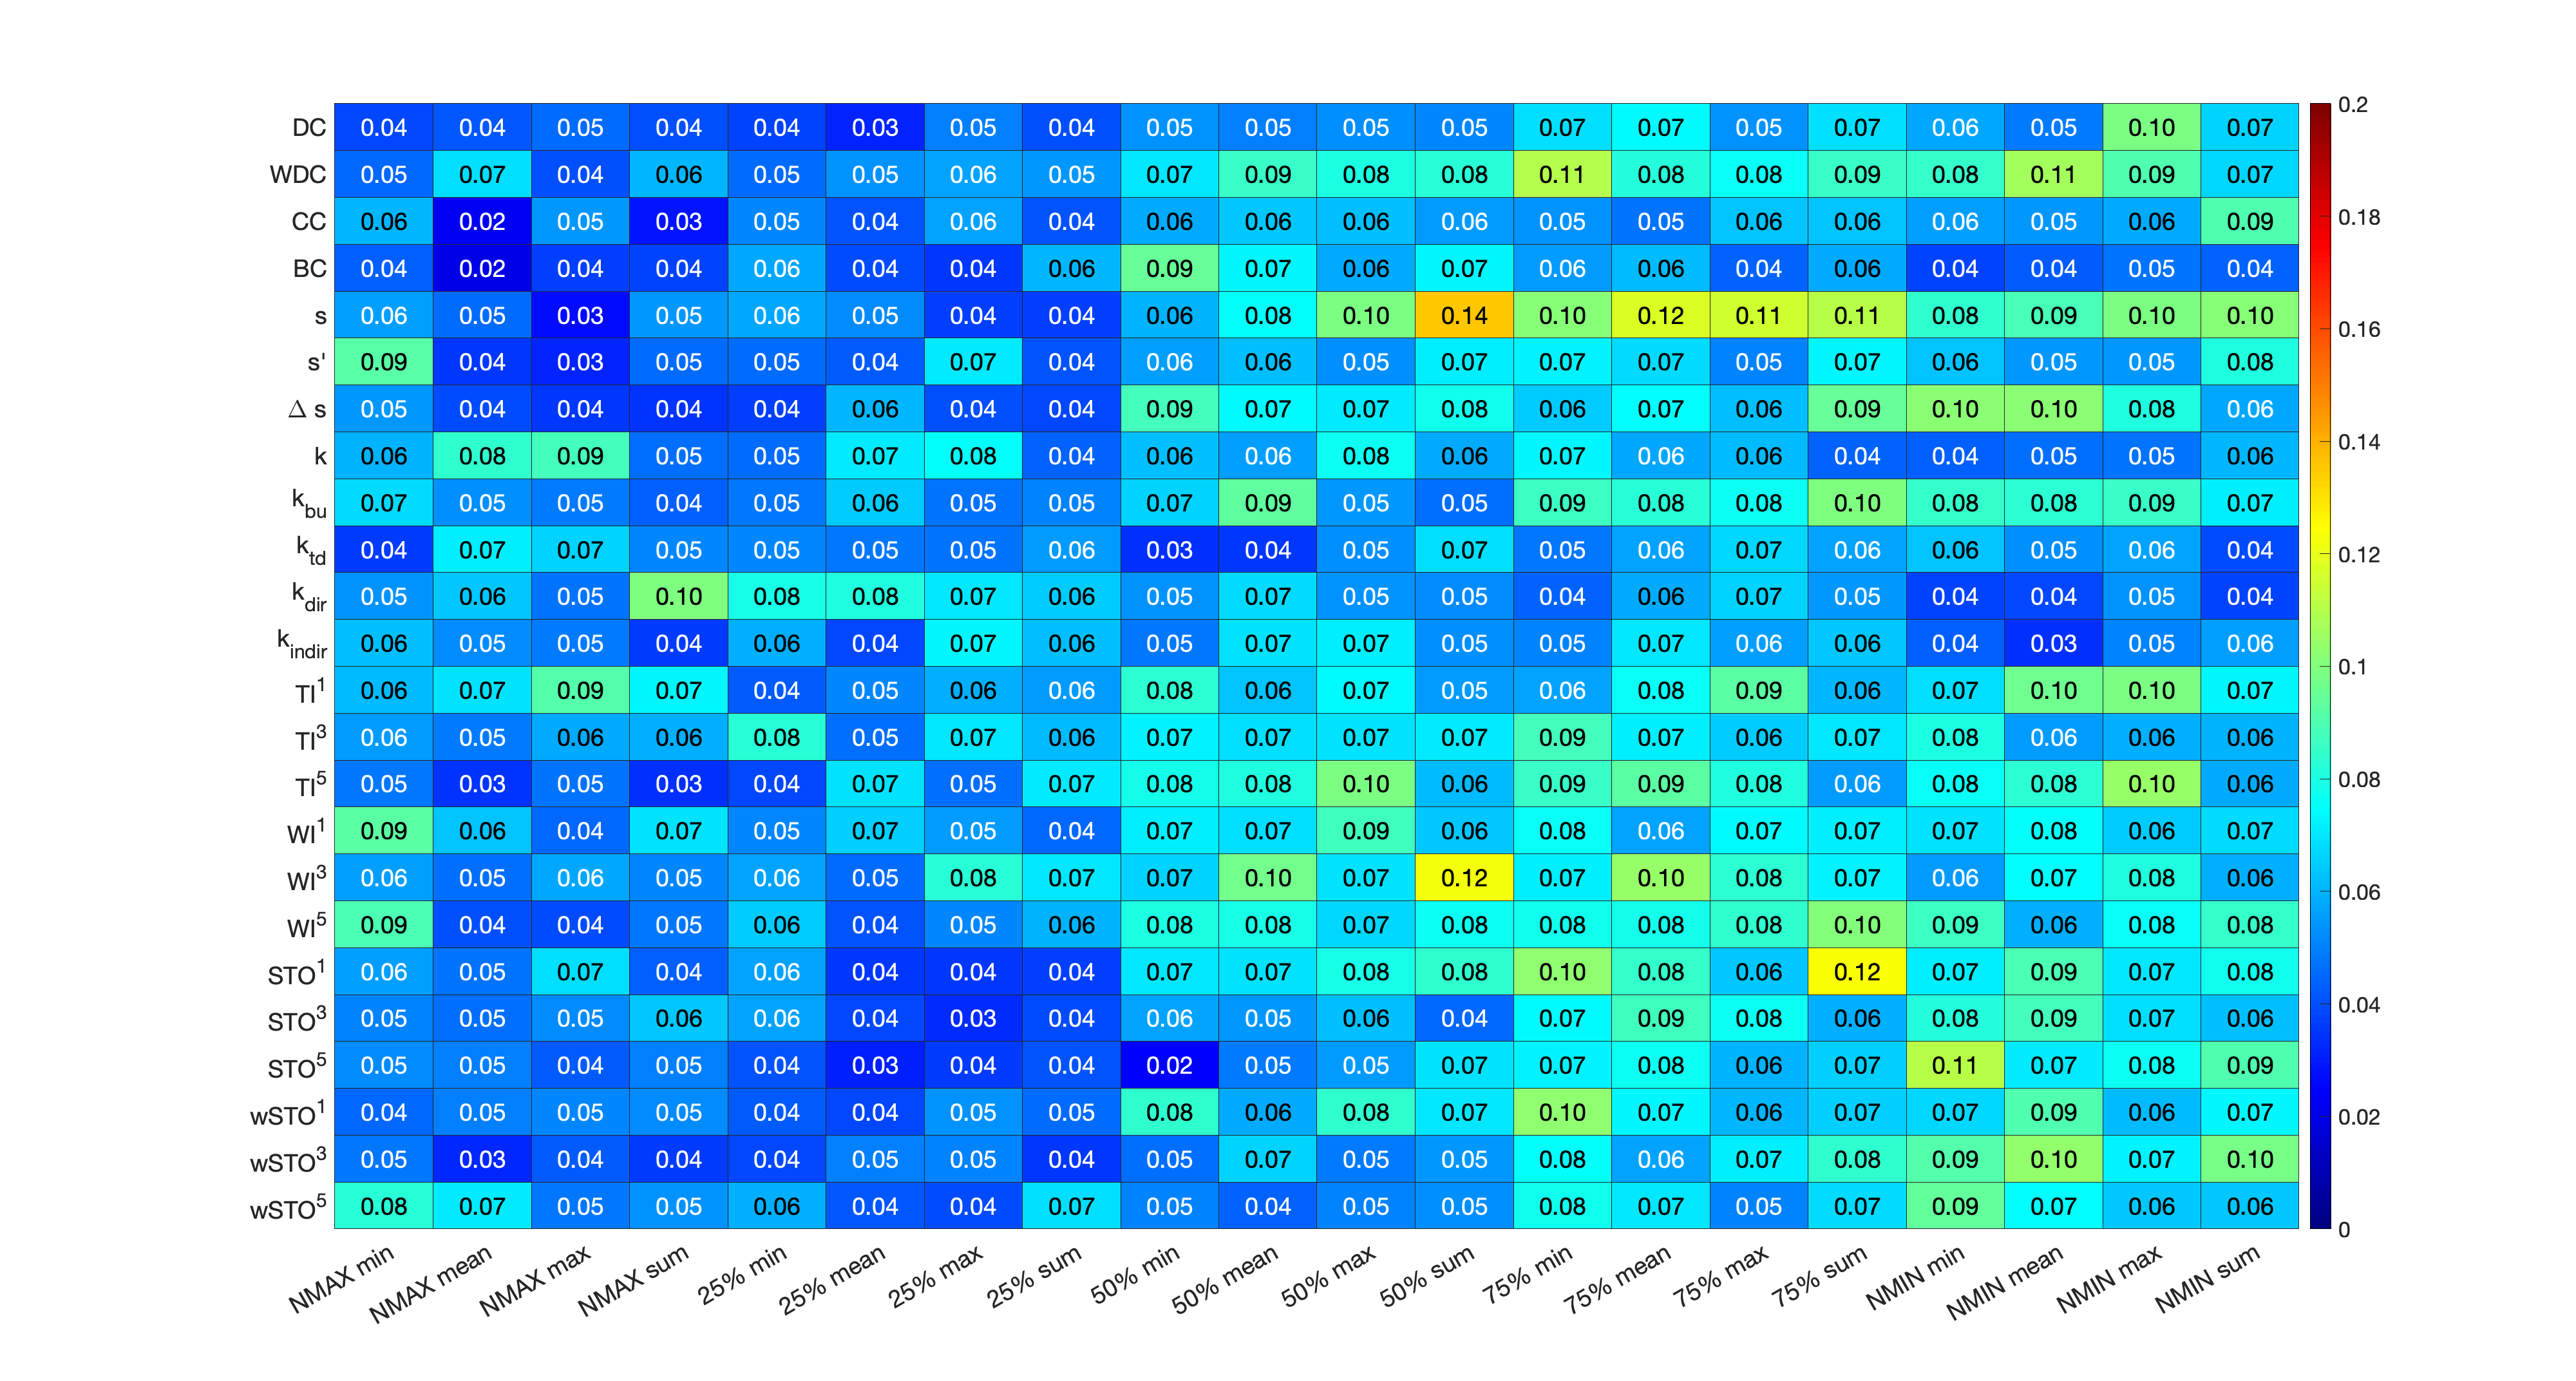 DC 0.04 0.04 0.05 0.04 0.04 0.03 0.05 0.04 0.05 0.05 0.05 0.05 0.07 0.07 0.05 0.07 0.06 0.05 0.10 0.07 0.2
WDC 0.05 0.07 0.04 0.06 0.05 0.05 0.06 0.05 0.07 0.09 0.08 0.08 0.11 0.08 0.08 0.09 0.08 0.11 0.09 0.07
CC 0.06 0.02 0.05 0.03 0.05 0.04 0.06 0.04 0.06 0.06 0.06 0.06 0.05 0.05 0.06 0.06 0.06 0.05 0.06 0.09 0.18
BC 0.04 0.02 0.04 0.04 0.06 0.04 0.04 0.06 0.09 0.07 0.06 0.07 0.06 0.06 0.04 0.06 0.04 0.04 0.05 0.04
s 0.06 0.05 0.03 0.05 0.06 0.05 0.04 0.04 0.06 0.08 0.10 0.14 0.10 0.12 0.11 0.11 0.08 0.09 0.10 0.10 0.16
s' 0.09 0.04 0.03 0.05 0.05 0.04 0.07 0.04 0.06 0.06 0.05 0.07 0.07 0.07 0.05 0.07 0.06 0.05 0.05 0.08
Δ s 0.05 0.04 0.04 0.04 0.04 0.06 0.04 0.04 0.09 0.07 0.07 0.08 0.06 0.07 0.06 0.09 0.10 0.10 0.08 0.06
k 0.06 0.08 0.09 0.05 0.05 0.07 0.08 0.04 0.06 0.06 0.08 0.06 0.07 0.06 0.06 0.04 0.04 0.05 0.05 0.06 0.14
k_bu 0.07 0.05 0.05 0.04 0.05 0.06 0.05 0.05 0.07 0.09 0.05 0.05 0.09 0.08 0.08 0.10 0.08 0.08 0.09 0.07
k_td 0.04 0.07 0.07 0.05 0.05 0.05 0.05 0.06 0.03 0.04 0.05 0.07 0.05 0.06 0.07 0.06 0.06 0.05 0.06 0.04 0.12
k_dir 0.05 0.06 0.05 0.10 0.08 0.08 0.07 0.06 0.05 0.07 0.05 0.05 0.04 0.06 0.07 0.05 0.04 0.04 0.05 0.04
k_indir 0.06 0.05 0.05 0.04 0.06 0.04 0.07 0.06 0.05 0.07 0.07 0.05 0.05 0.07 0.06 0.06 0.04 0.03 0.05 0.06 0.1
TI^1 0.06 0.07 0.09 0.07 0.04 0.05 0.06 0.06 0.08 0.06 0.07 0.05 0.06 0.08 0.09 0.06 0.07 0.10 0.10 0.07
TI^3 0.06 0.05 0.06 0.06 0.08 0.05 0.07 0.06 0.07 0.07 0.07 0.07 0.09 0.07 0.06 0.07 0.08 0.06 0.06 0.06
TI^5 0.05 0.03 0.05 0.03 0.04 0.07 0.05 0.07 0.08 0.08 0.10 0.06 0.09 0.09 0.08 0.06 0.08 0.08 0.10 0.06 0.08
WI^1 0.09 0.06 0.04 0.07 0.05 0.07 0.05 0.04 0.07 0.07 0.09 0.06 0.08 0.06 0.07 0.07 0.07 0.08 0.06 0.07
WI^3 0.06 0.05 0.06 0.05 0.06 0.05 0.08 0.07 0.07 0.10 0.07 0.12 0.07 0.10 0.08 0.07 0.06 0.07 0.08 0.06 0.06
WI^5 0.09 0.04 0.04 0.05 0.06 0.04 0.05 0.06 0.08 0.08 0.07 0.08 0.08 0.08 0.08 0.10 0.09 0.06 0.08 0.08
STO^1 0.06 0.05 0.07 0.04 0.06 0.04 0.04 0.04 0.07 0.07 0.08 0.08 0.10 0.08 0.06 0.12 0.07 0.09 0.07 0.08
STO^3 0.05 0.05 0.05 0.06 0.06 0.04 0.03 0.04 0.06 0.05 0.06 0.04 0.07 0.09 0.08 0.06 0.08 0.09 0.07 0.06 0.04
STO^5 0.05 0.05 0.04 0.05 0.04 0.03 0.04 0.04 0.02 0.05 0.05 0.07 0.07 0.08 0.06 0.07 0.11 0.07 0.08 0.09
wSTO^1 0.04 0.05 0.05 0.05 0.04 0.04 0.05 0.05 0.08 0.06 0.08 0.07 0.10 0.07 0.06 0.07 0.07 0.09 0.06 0.07 0.02
wSTO^3 0.05 0.03 0.04 0.04 0.04 0.05 0.05 0.04 0.05 0.07 0.05 0.05 0.08 0.06 0.07 0.08 0.09 0.10 0.07 0.10
wSTO^5 0.08 0.07 0.05 0.05 0.06 0.04 0.04 0.07 0.05 0.04 0.05 0.05 0.08 0.07 0.05 0.07 0.09 0.07 0.06 0.06 0
NMAX min NMAX mean NMAX max NMAX sum 25% min 25% mean 25% max 25% sum 50% min 50% mean 50% max 50% sum 75% min 75% mean 75% max 75% sum NMIN min NMIN mean NMIN max NMIN sum